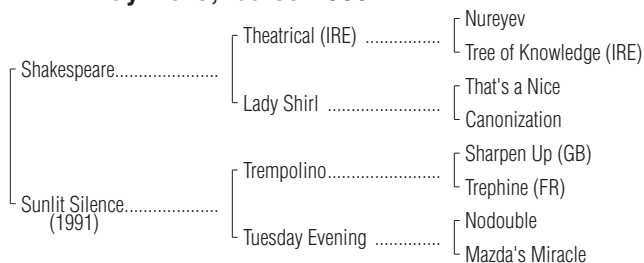 Nureyev
Theatrical (IRE) ....................
Tree of Knowledge (IRE)
Shakespeare.......................
That's a Nice
Lady Shirl ............................
Canonization
Sharpen Up (GB)
Trempolino...........................
Trephine (FR)
Sunlit Silence.....................
(1991)
Nodouble
Tuesday Evening ................
Mazda's Miracle